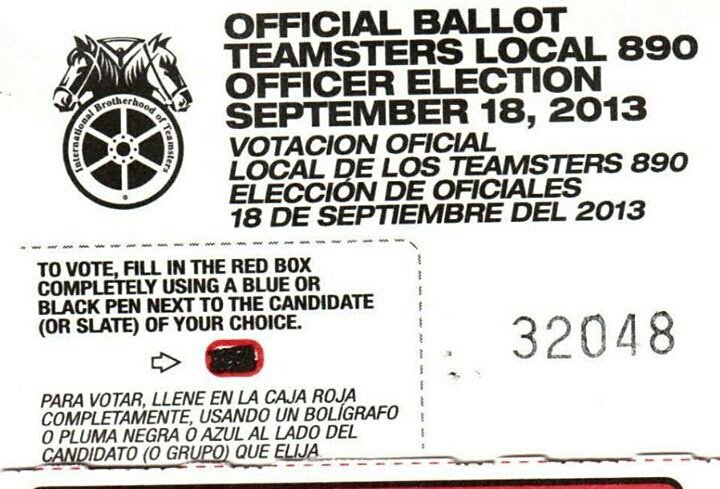 OFFICIAL BALLOT
TEAMSTERS LOCAL 890
OFFICER ELECTION
SEPTEMBER 18, 2013
VOTACION OFICIAL
LOCAL DE LOS TEAMSTERS 890
ELECCIÓN DE OFICIALES
18 DE SEPTIEMBRE DEL 2013
International Brotherhood of Teamsters
TO VOTE, FILL IN THE RED BOX
COMPLETELY USING A BLUE OR
BLACK PEN NEXT TO THE CANDIDATE
(OR SLATE) OF YOUR CHOICE.
32048
PARA VOTAR, LLENE EN LA CAJA ROJA
COMPLETAMENTE, USANDO UN BOLÍGRAFO
O PLUMA NEGRA O AZUL AL LADO DEL
CANDIDATO (O GRUPO) QUE ELIJA